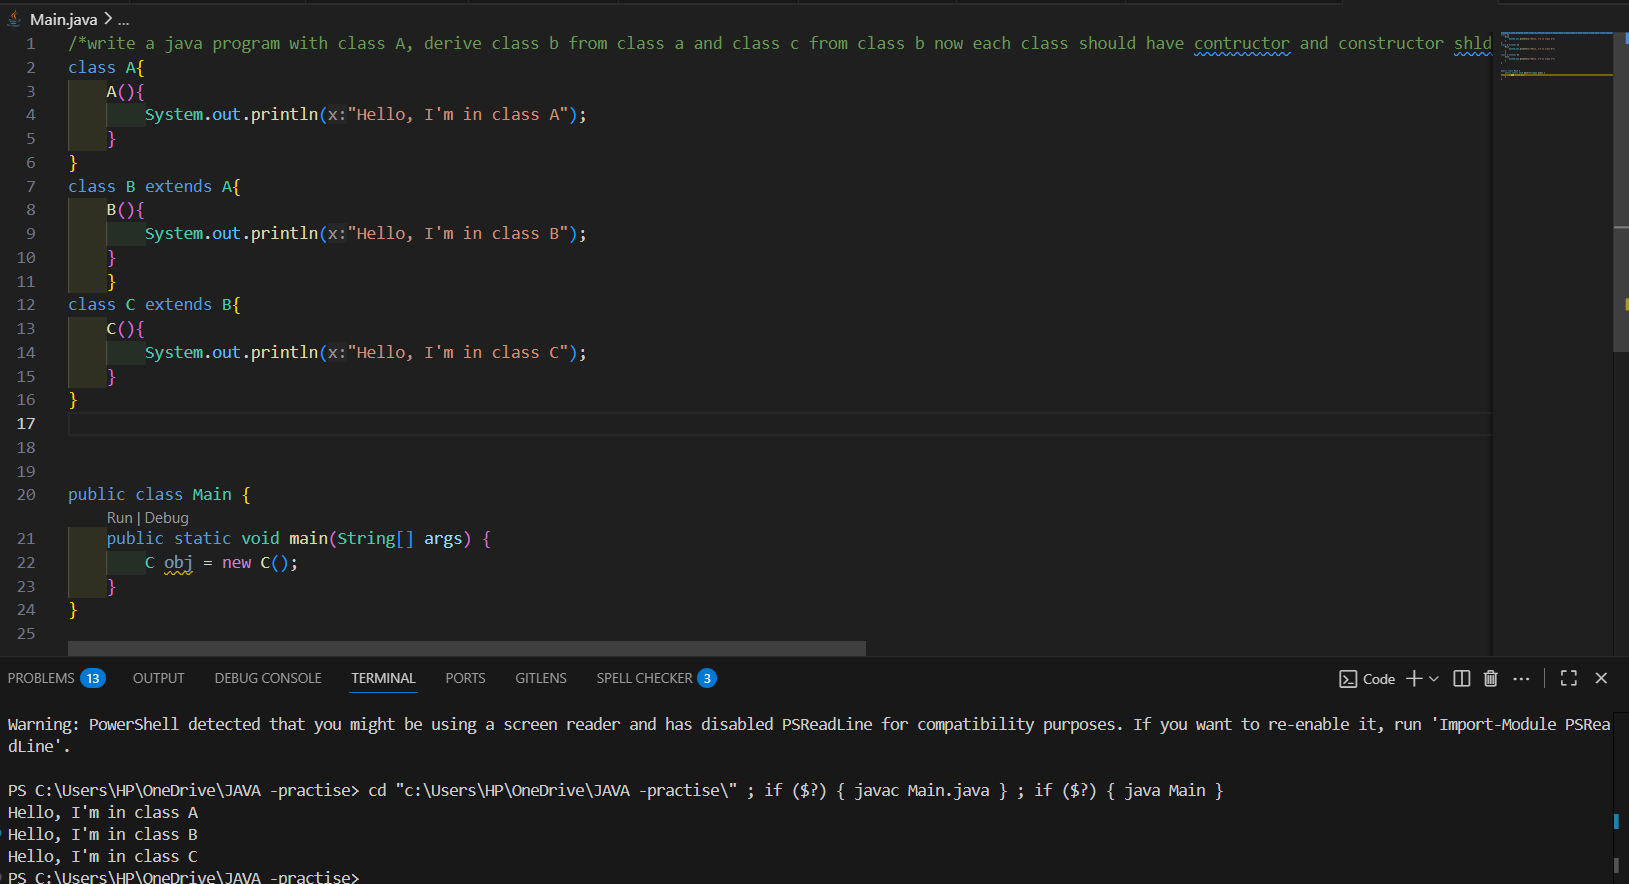 Main.java > ...
1 /*write a java program with class A, derive class b from class a and class c from class b now each class should have contructor and constructor shld
2 class A{
3 A(){
4 System.out.println(x:"Hello, I'm in class A");
5 }
6 }
7 class B extends A{
8 B(){
9 System.out.println(x:"Hello, I'm in class B");
10 }
11 }
12 class C extends B{
13 C(){
14 System.out.println(x:"Hello, I'm in class C");
15 }
16 }
17
18
19
20 public class Main {
Run | Debug
21 public static void main(String[] args) {
22 C obj = new C();
23 }
24 }
25
PROBLEMS 13 OUTPUT DEBUG CONSOLE TERMINAL PORTS GITLENS SPELL CHECKER 3 Code
Warning: PowerShell detected that you might be using a screen reader and has disabled PSReadLine for compatibility purposes. If you want to re-enable it, run 'Import-Module PSRea
dLine'.
PS C:\Users\HP\OneDrive\JAVA -practise> cd "c:\Users\HP\OneDrive\JAVA -practise\" ; if ($?) { javac Main.java } ; if ($?) { java Main }
Hello, I'm in class A
Hello, I'm in class B
Hello, I'm in class C
PS C:\Users\HP\OneDrive\JAVA -practise>